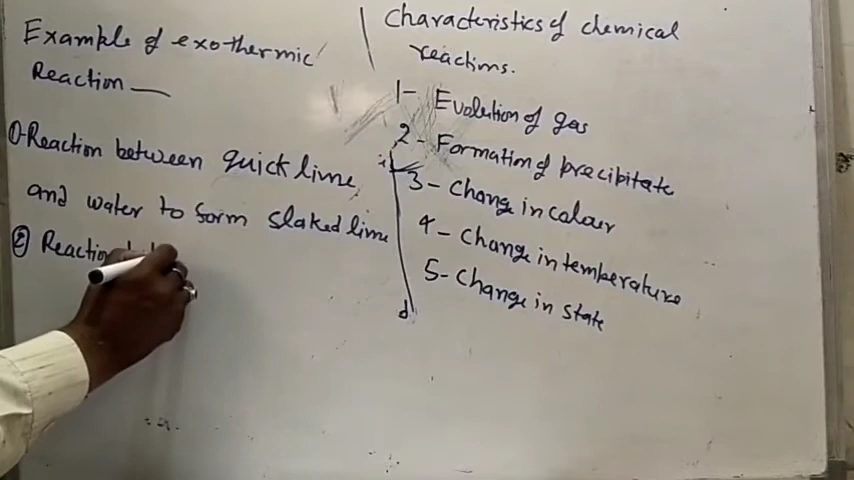 Example of exothermic
Reaction —
①-Reaction between quick lime
and water to form slaked lime
② Reaction
Characteristics of chemical
reactions.
1- Evolution of gas
2- Formation of precipitate
3- Change in colour
4- Change in temperature
5- Change in state